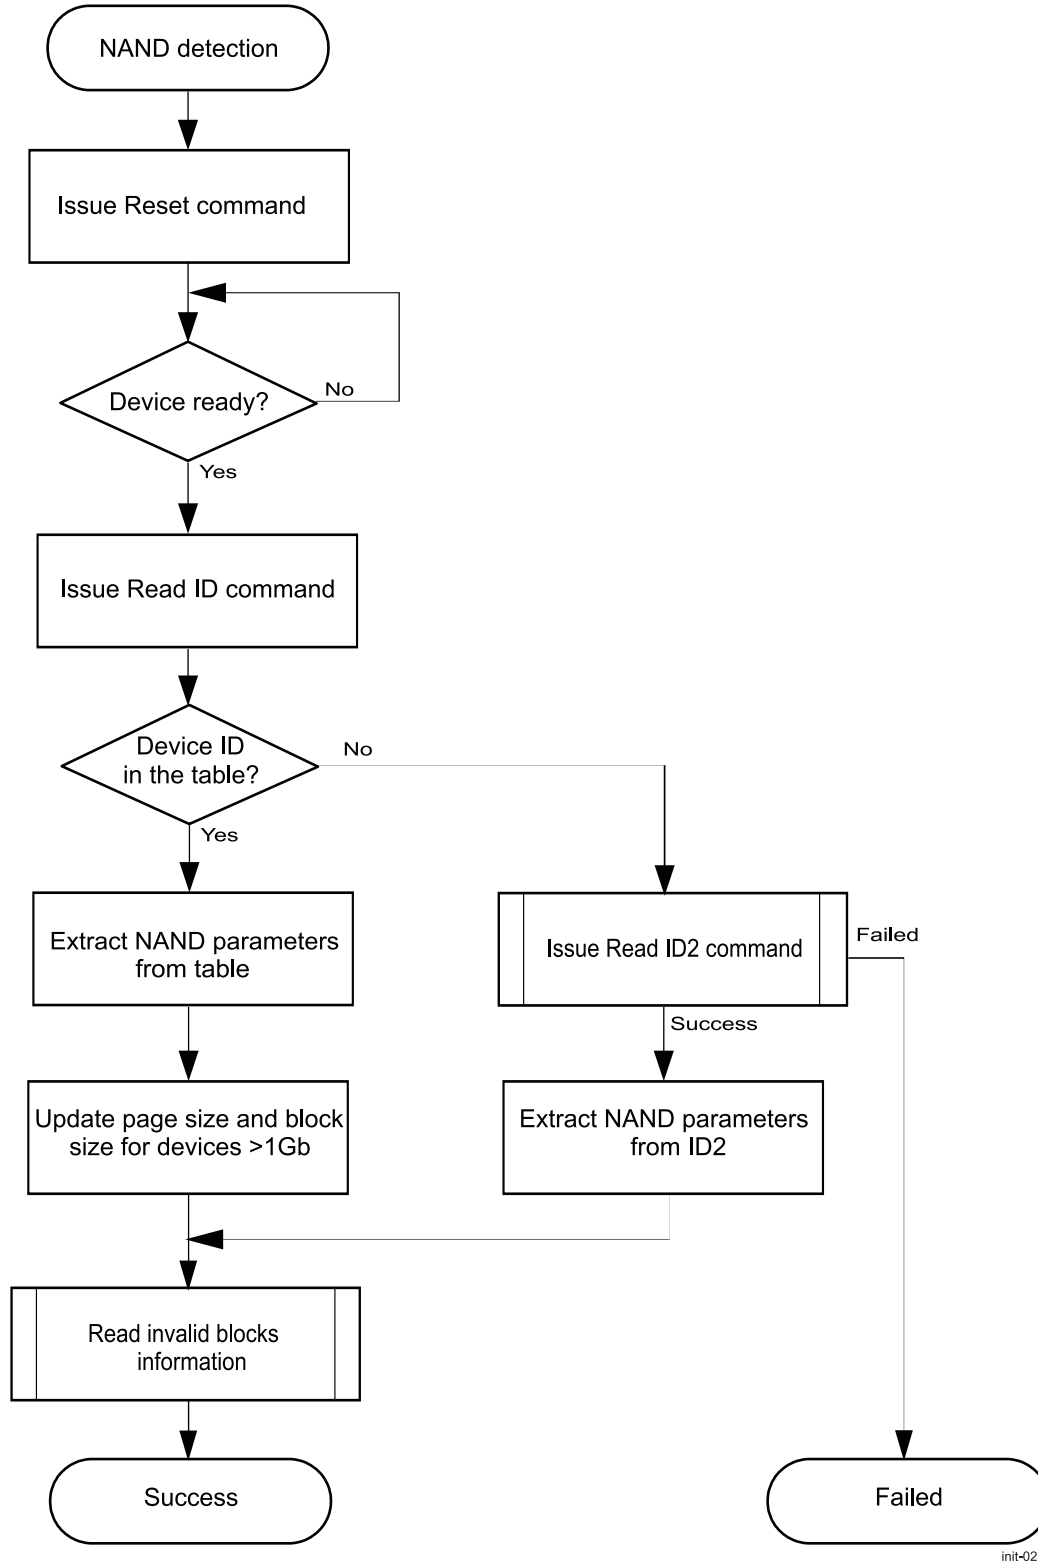 NAND detection
Issue Reset command
Device ready?
No
Yes
Issue Read ID command
Device ID
in the table?
No
Yes
Extract NAND parameters
from table
Issue Read ID2 command
Failed
Success
Update page size and block
size for devices >1Gb
Extract NAND parameters
from ID2
Read invalid blocks
information
Success
Failed
init-02